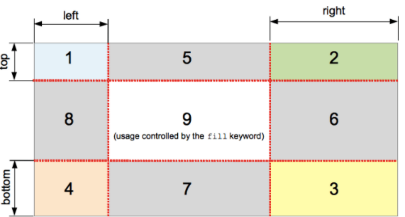 left
right
top
1
5
2
8
9
(usage controlled by the fill keyword)
6
bottom
4
7
3